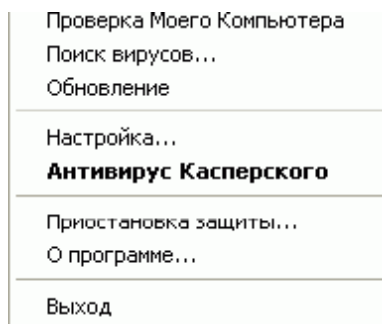 Проверка Моего Компьютера
Поиск вирусов...
Обновление
Настройка...
Антивирус Касперского
Приостановка защиты...
О программе...
Выход